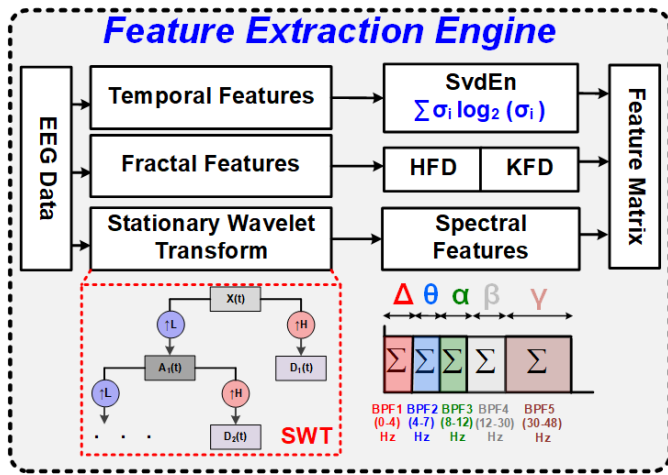 Feature Extraction Engine
EEG Data
Temporal Features
SvdEn
∑ σi log2 (σi)
Fractal Features
HFD KFD
Stationary Wavelet
Transform
Spectral
Features
Feature Matrix
X(t)
↑L ↑H
A1(t) D1(t)
↑L ↑H
. . . D2(t)
SWT
Δ θ α β γ
∑ ∑ ∑ ∑ ∑
BPF1 BPF2 BPF3 BPF4 BPF5
(0-4) (4-7) (8-12) (12-30) (30-48)
Hz Hz Hz Hz Hz